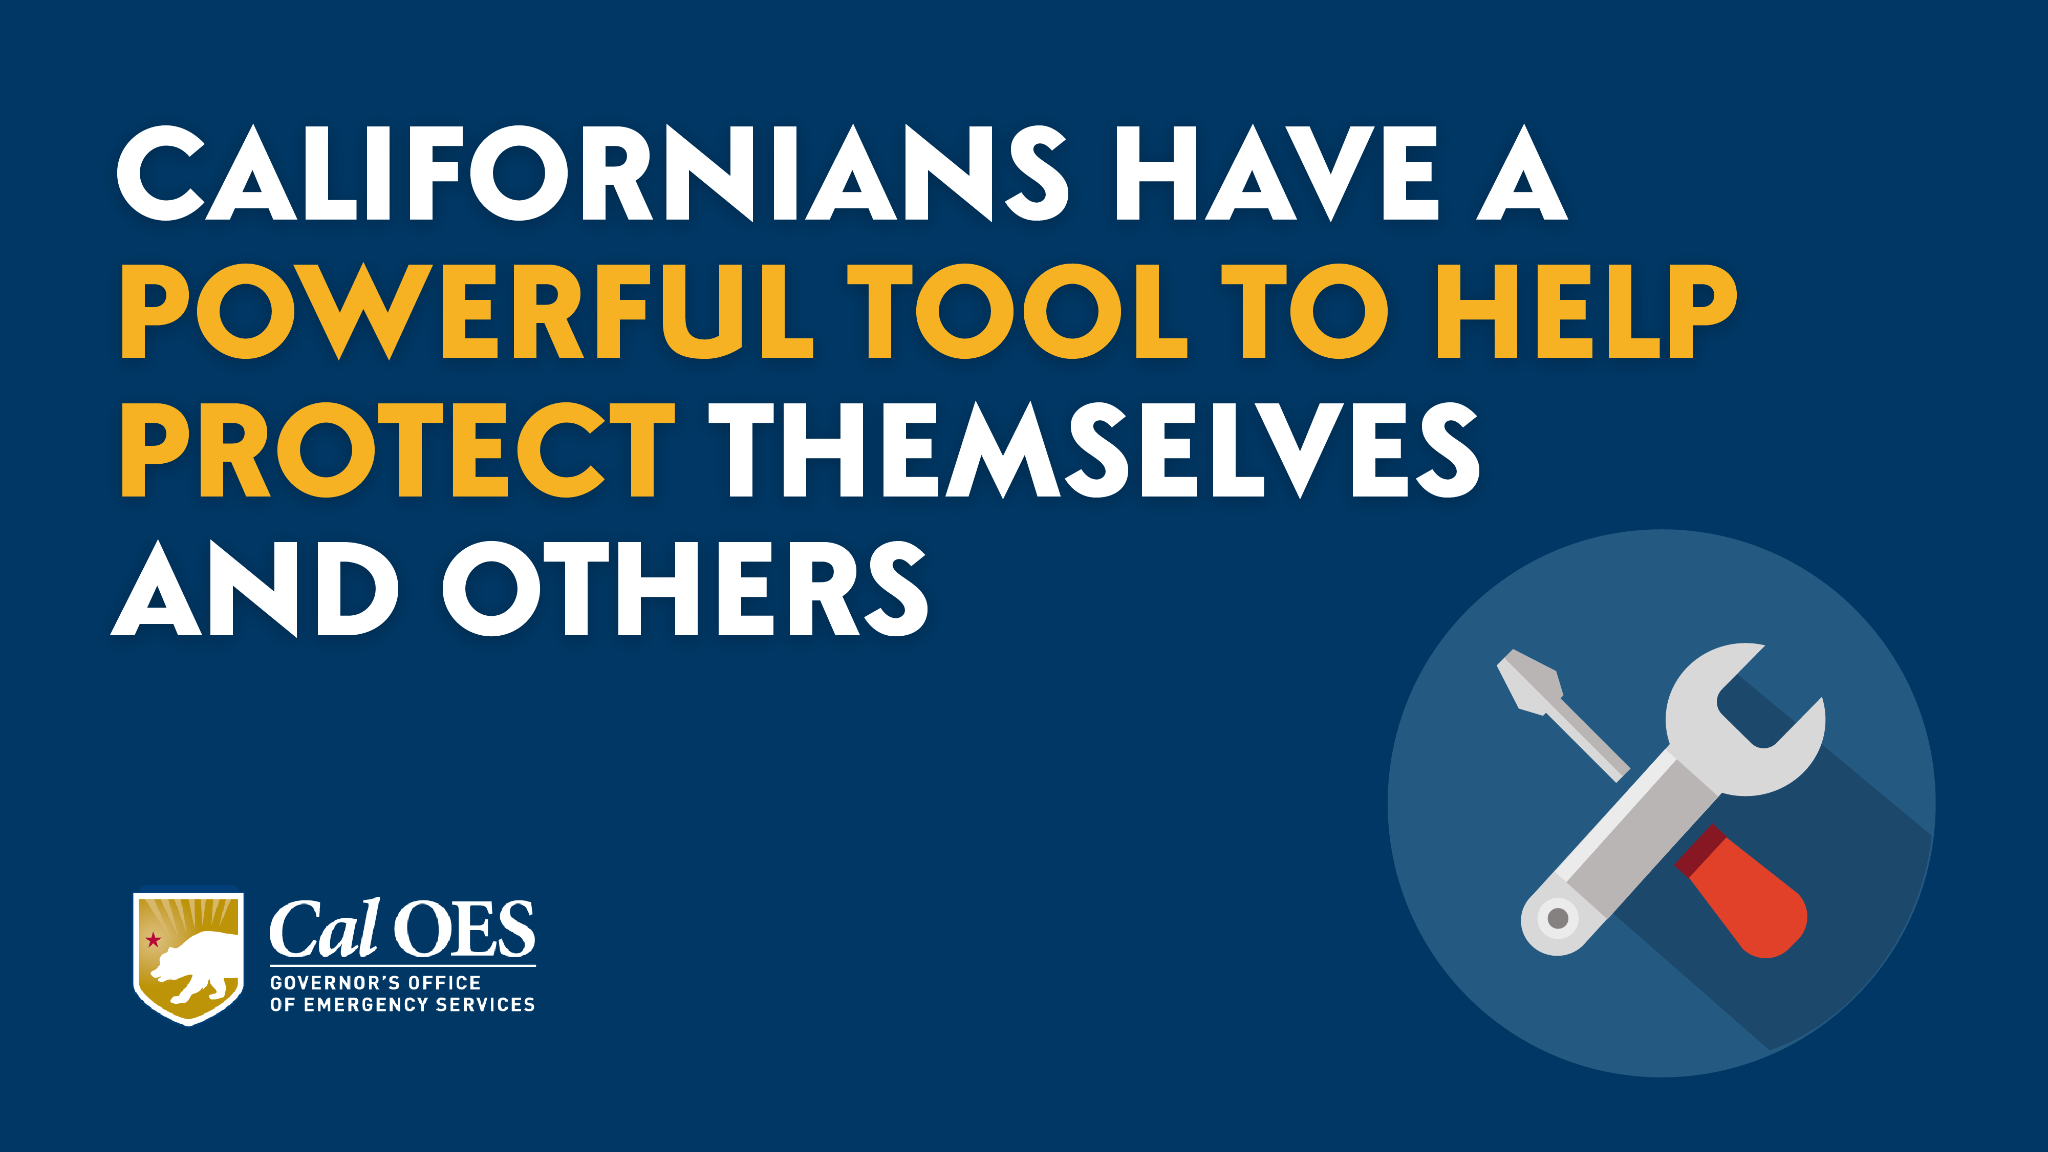 CALIFORNIANS HAVE A
POWERFUL TOOL TO HELP
PROTECT THEMSELVES
AND OTHERS
Cal OES
GOVERNOR'S OFFICE
OF EMERGENCY SERVICES